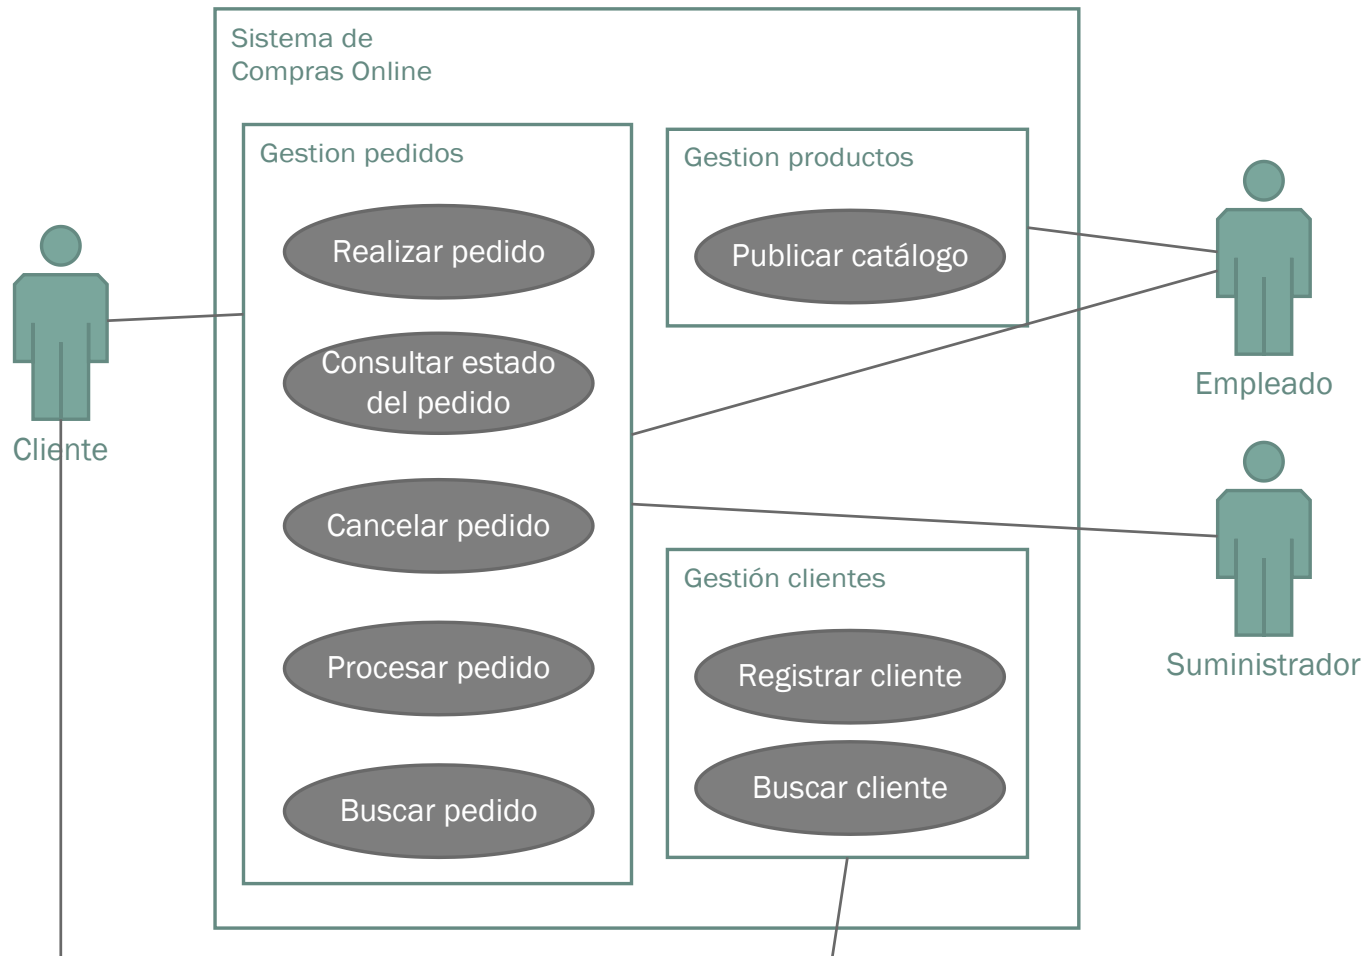 Sistema de
Compras Online
Gestion pedidos
Realizar pedido
Consultar estado
del pedido
Cancelar pedido
Procesar pedido
Buscar pedido
Gestion productos
Publicar catálogo
Gestión clientes
Registrar cliente
Buscar cliente
Cliente
Empleado
Suministrador